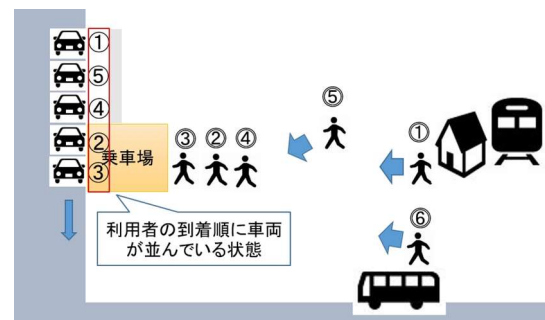 ①
⑤
④
②
③
乗車場
③ ② ④
⑤
①
⑥
利用者の到着順に車両
が並んでいる状態